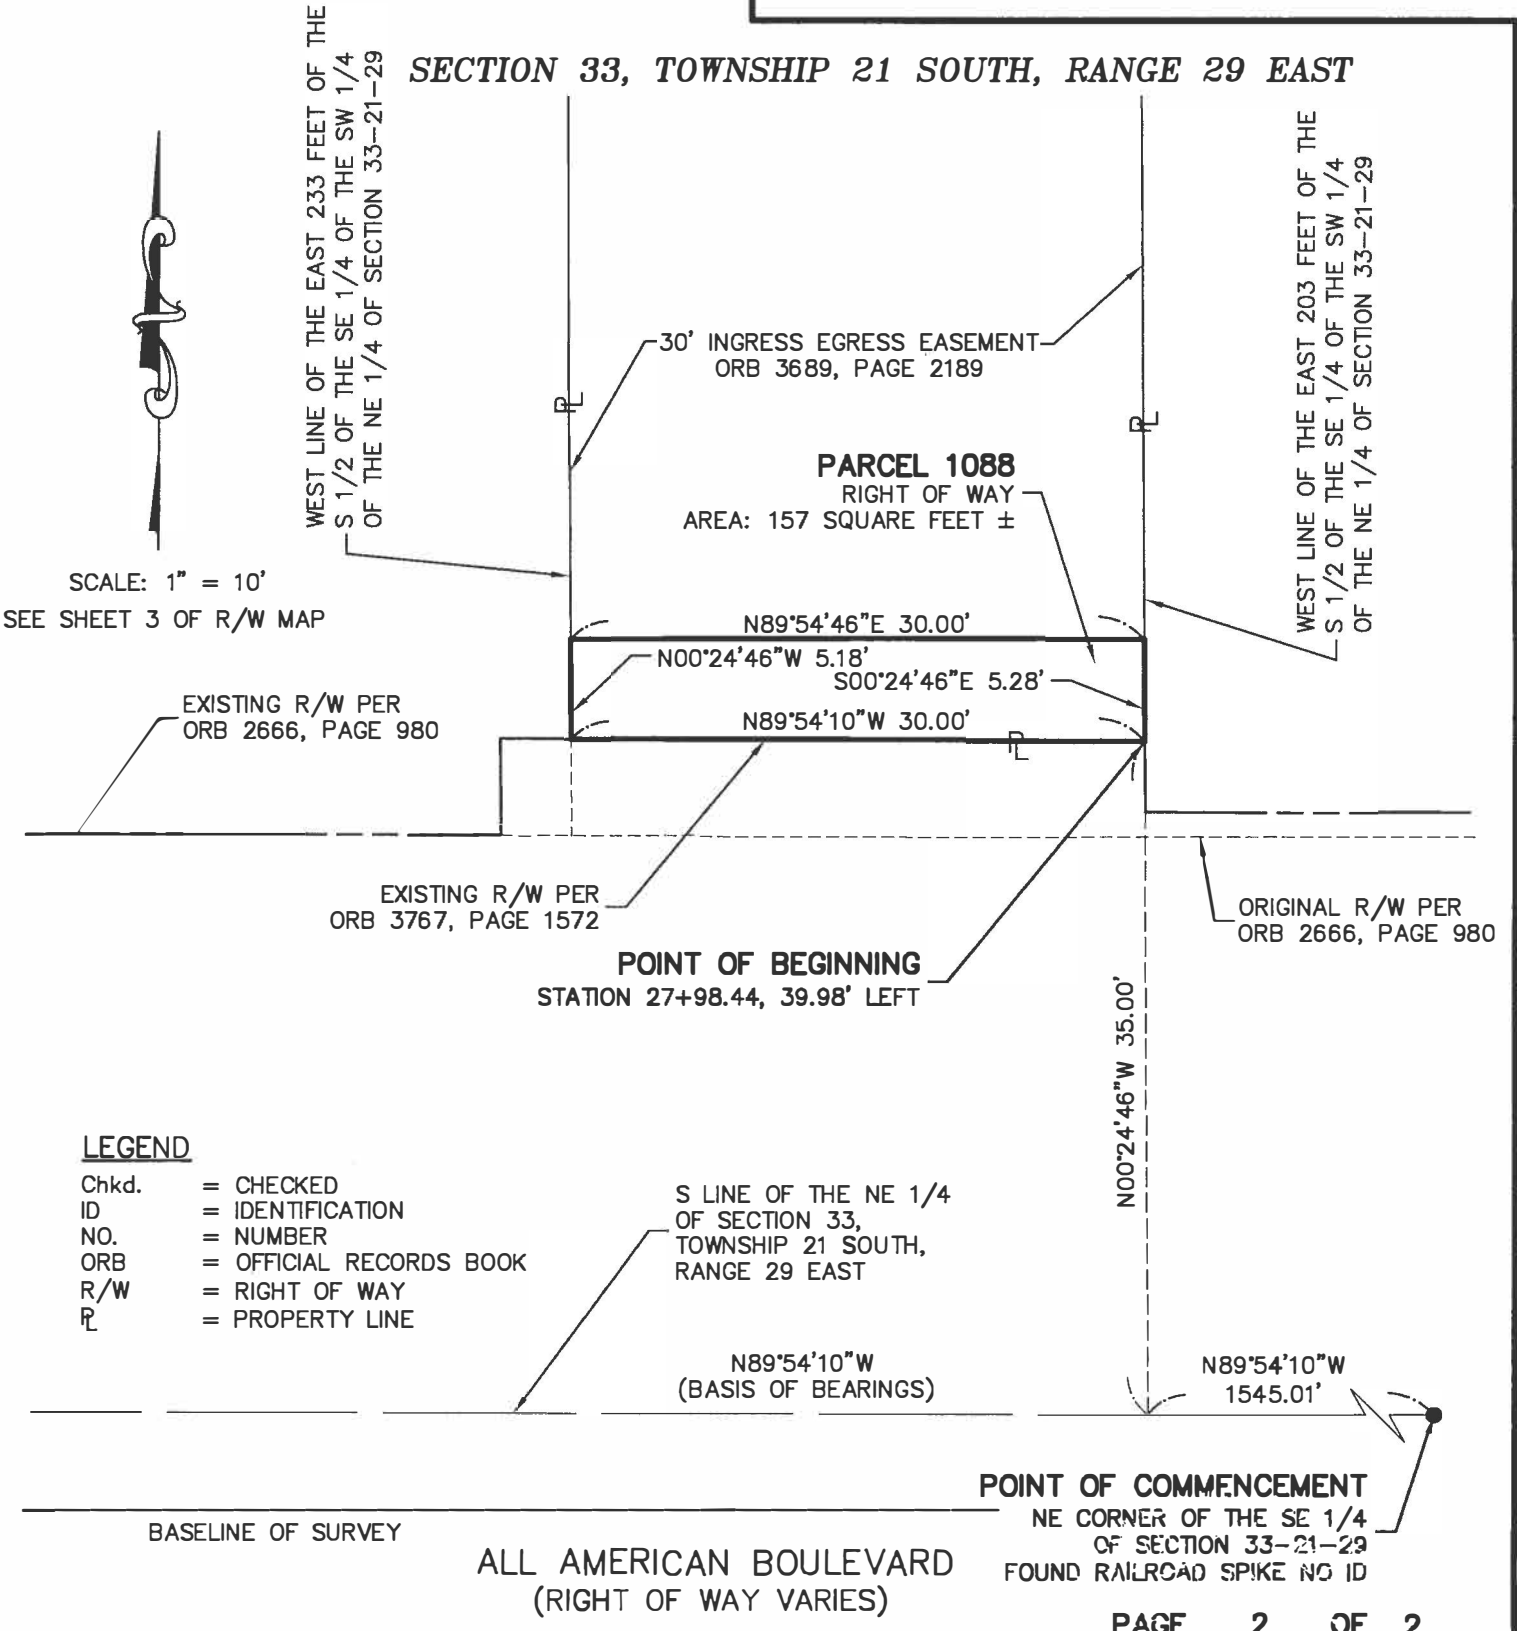 SECTION 33, TOWNSHIP 21 SOUTH, RANGE 29 EAST
WEST LINE OF THE EAST 233 FEET OF THE
S 1/2 OF THE SE 1/4 OF THE SW 1/4
OF THE NE 1/4 OF SECTION 33-21-29
WEST LINE OF THE EAST 203 FEET OF THE
S 1/2 OF THE SE 1/4 OF THE SW 1/4
OF THE NE 1/4 OF SECTION 33-21-29
30' INGRESS EGRESS EASEMENT
ORB 3689, PAGE 2189
PL
PL
PARCEL 1088
RIGHT OF WAY
AREA: 157 SQUARE FEET ±
SCALE: 1" = 10'
SEE SHEET 3 OF R/W MAP
N89°54'46"E 30.00'
N00°24'46"W 5.18'
S00°24'46"E 5.28'
N89°54'10"W 30.00'
PL
EXISTING R/W PER
ORB 2666, PAGE 980
EXISTING R/W PER
ORB 3767, PAGE 1572
ORIGINAL R/W PER
ORB 2666, PAGE 980
POINT OF BEGINNING
STATION 27+98.44, 39.98' LEFT
N00°24'46"W 35.00'
LEGEND
Chkd. = CHECKED
ID = IDENTIFICATION
NO. = NUMBER
ORB = OFFICIAL RECORDS BOOK
R/W = RIGHT OF WAY
PL = PROPERTY LINE
S LINE OF THE NE 1/4
OF SECTION 33,
TOWNSHIP 21 SOUTH,
RANGE 29 EAST
N89°54'10"W
(BASIS OF BEARINGS)
N89°54'10"W
1545.01'
POINT OF COMMENCEMENT
NE CORNER OF THE SE 1/4
OF SECTION 33-21-29
FOUND RAILROAD SPIKE NO ID
BASELINE OF SURVEY
ALL AMERICAN BOULEVARD
(RIGHT OF WAY VARIES)
PAGE 2 OF 2